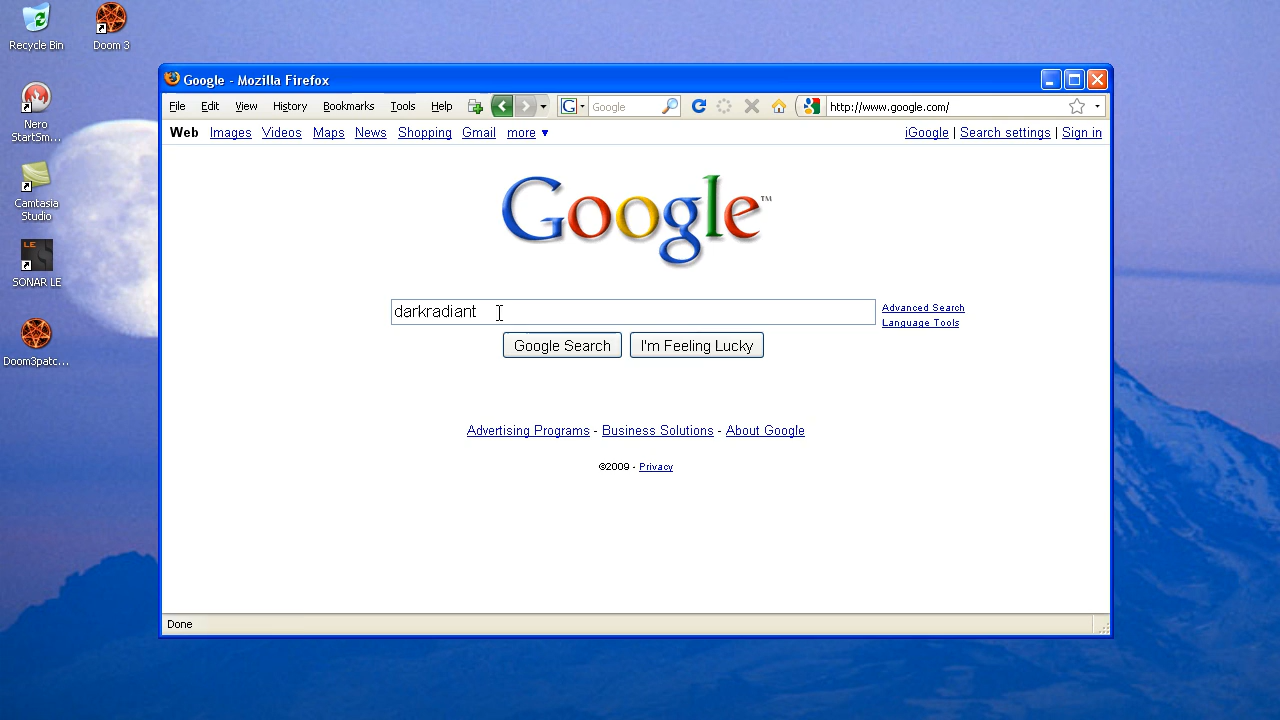 Recycle Bin
Doom 3
Nero
StartSm...
Camtasia
Studio
LE
SONAR LE
Doom3patc...
Google - Mozilla Firefox
File Edit View History Bookmarks Tools Help
G Google
http://www.google.com/
Web Images Videos Maps News Shopping Gmail more ▼
iGoogle | Search settings | Sign in
Google™
darkradiant
Advanced Search
Language Tools
Google Search
I'm Feeling Lucky
Advertising Programs - Business Solutions - About Google
©2009 - Privacy
Done